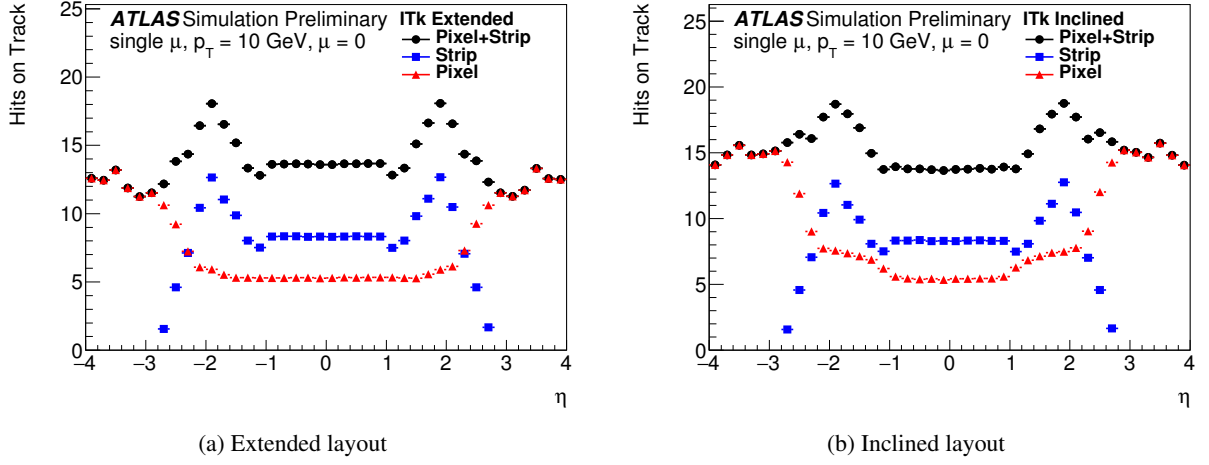 ATLAS Simulation Preliminary
single μ, p_T = 10 GeV, μ = 0
ITk Extended
Pixel+Strip
Strip
Pixel
Hits on Track
25
20
15
10
5
0
−4 −3 −2 −1 0 1 2 3 4
η
(a) Extended layout
ATLAS Simulation Preliminary
single μ, p_T = 10 GeV, μ = 0
ITk Inclined
Pixel+Strip
Strip
Pixel
Hits on Track
25
20
15
10
5
0
−4 −3 −2 −1 0 1 2 3 4
η
(b) Inclined layout